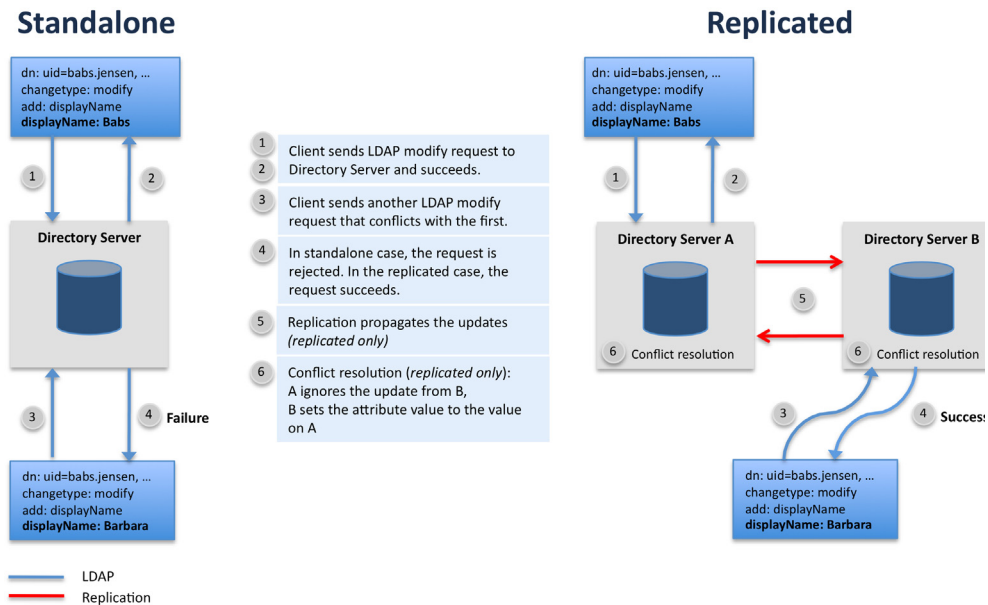 Standalone
dn: uid=babs.jensen, ...
changetype: modify
add: displayName
displayName: Babs
1
2
Directory Server
3
4
Failure
dn: uid=babs.jensen, ...
changetype: modify
add: displayName
displayName: Barbara
LDAP
Replication
1
2
Client sends LDAP modify request to
Directory Server and succeeds.
3
Client sends another LDAP modify
request that conflicts with the first.
4
In standalone case, the request is
rejected. In the replicated case, the
request succeeds.
5
Replication propagates the updates
(replicated only)
6
Conflict resolution (replicated only):
A ignores the update from B,
B sets the attribute value to the value
on A
Replicated
dn: uid=babs.jensen, ...
changetype: modify
add: displayName
displayName: Babs
1
2
Directory Server A
6
Conflict resolution
5
Directory Server B
6
Conflict resolution
3
4
Success
dn: uid=babs.jensen, ...
changetype: modify
add: displayName
displayName: Barbara